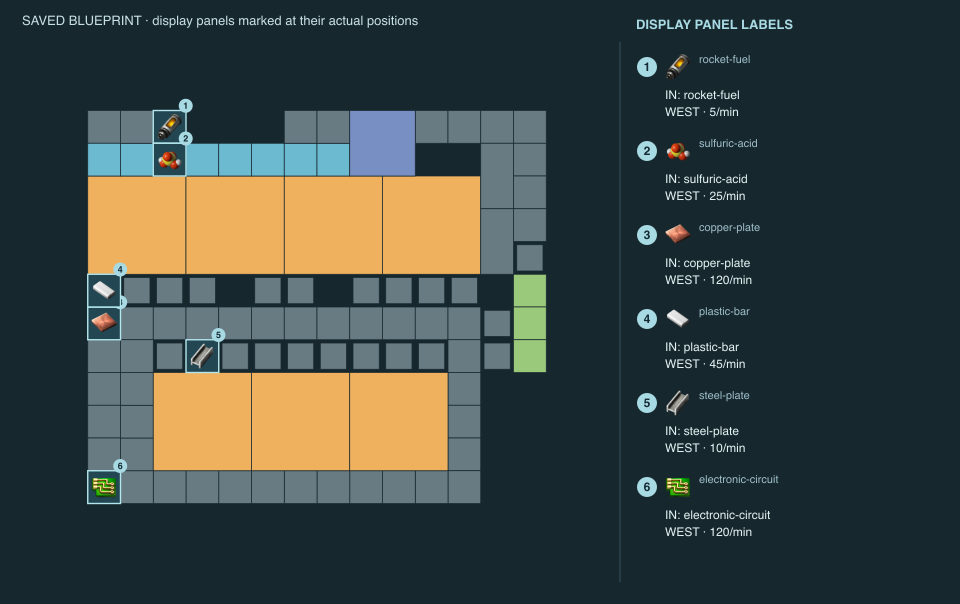 SAVED BLUEPRINT · display panels marked at their actual positions
1
2
4
5
6
DISPLAY PANEL LABELS
1 rocket-fuel
IN: rocket-fuel
WEST · 5/min
2 sulfuric-acid
IN: sulfuric-acid
WEST · 25/min
3 copper-plate
IN: copper-plate
WEST · 120/min
4 plastic-bar
IN: plastic-bar
WEST · 45/min
5 steel-plate
IN: steel-plate
WEST · 10/min
6 electronic-circuit
IN: electronic-circuit
WEST · 120/min